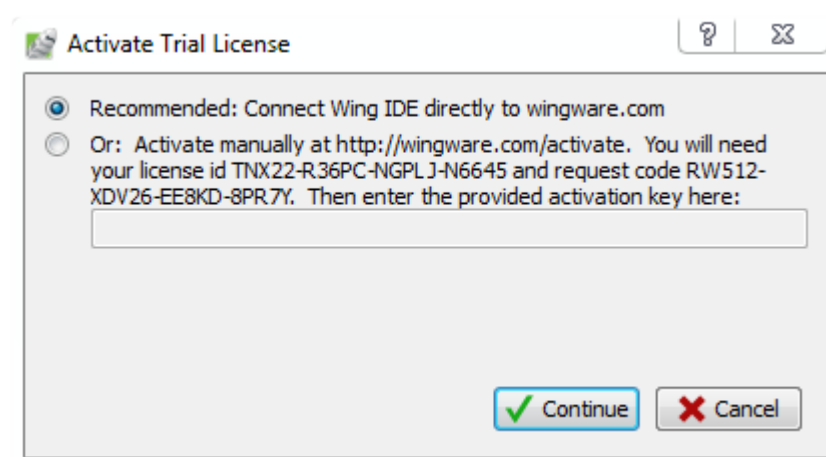 Activate Trial License
Recommended: Connect Wing IDE directly to wingware.com
Or: Activate manually at http://wingware.com/activate. You will need
your license id TNX22-R36PC-NGPLJ-N6645 and request code RW512-
XDV26-EE8KD-8PR7Y. Then enter the provided activation key here:
Continue
Cancel